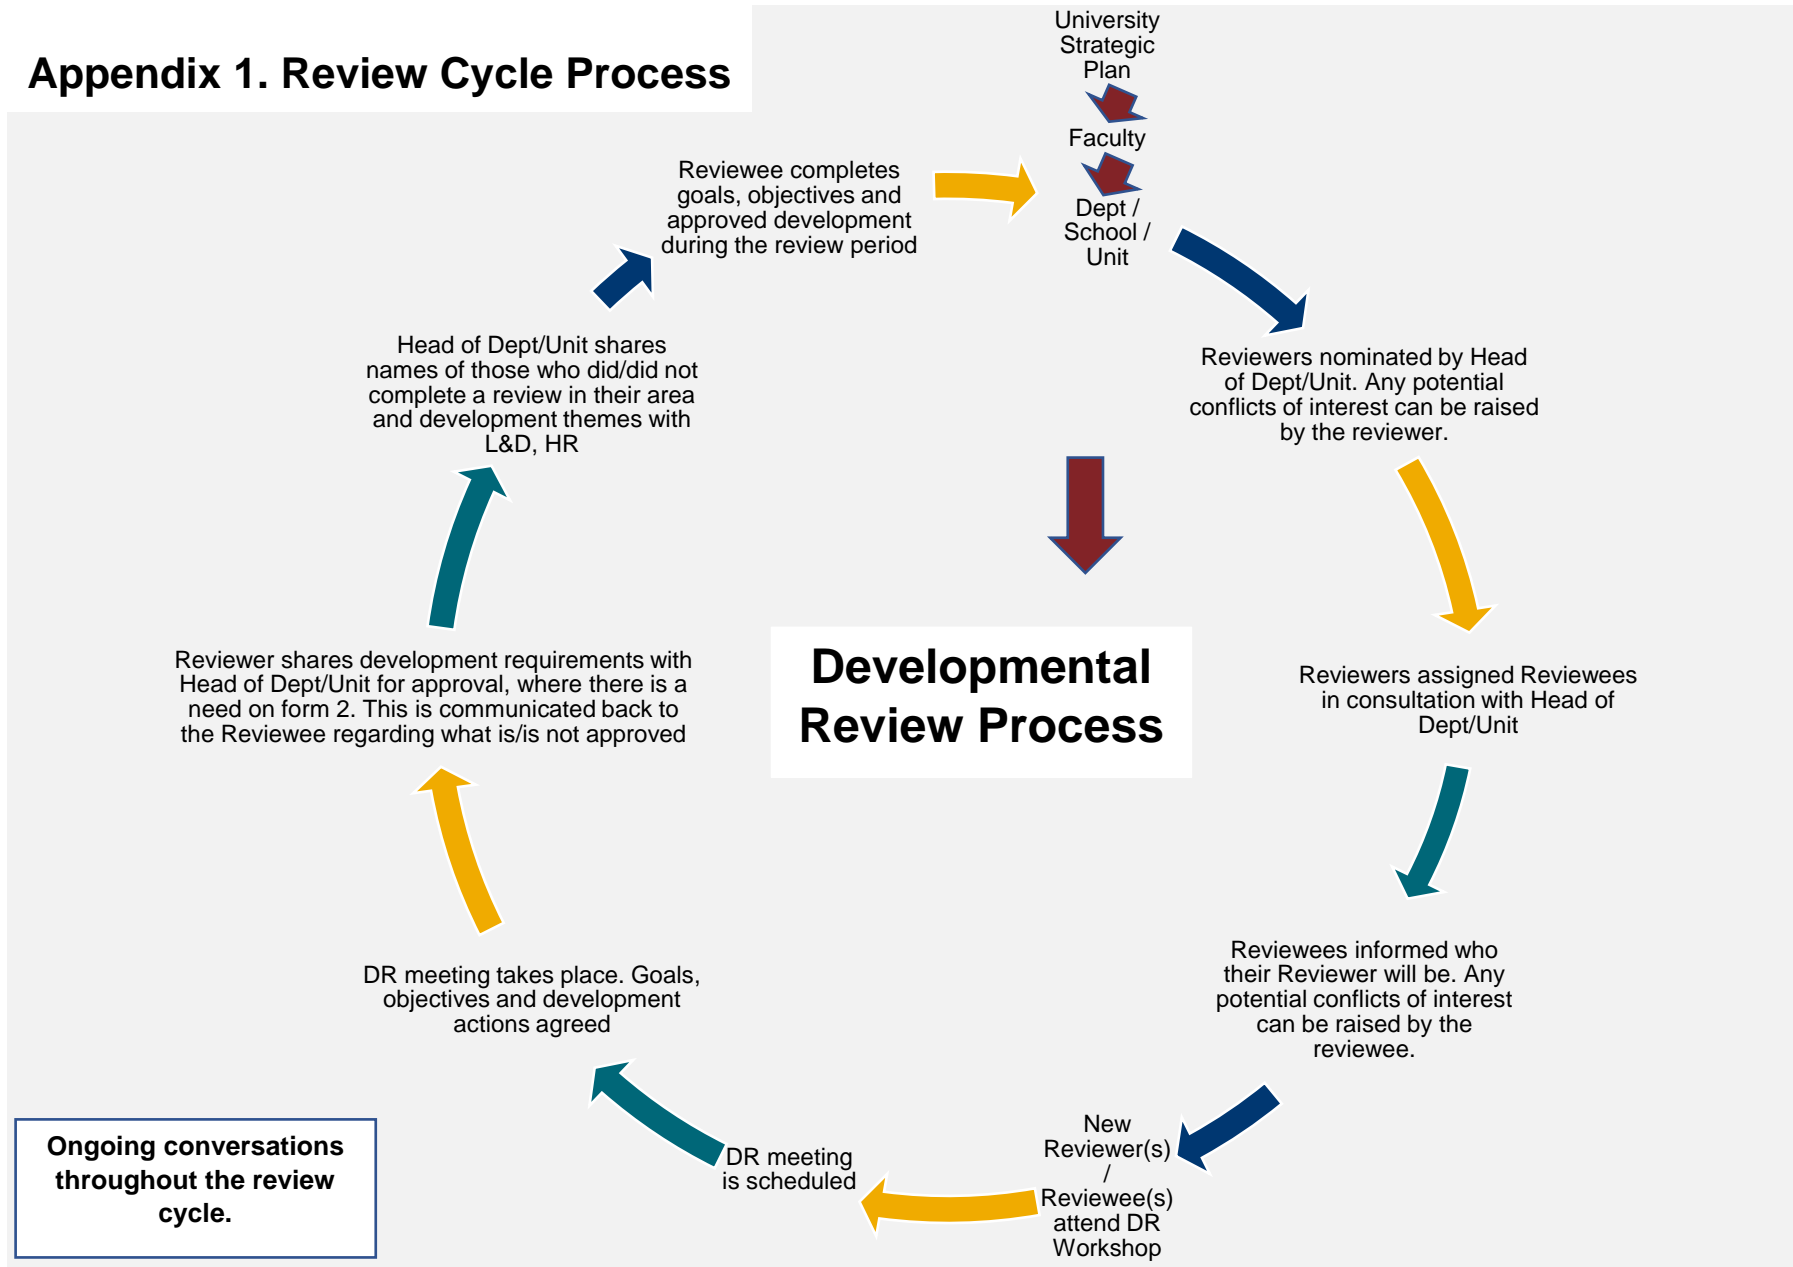 Appendix 1. Review Cycle Process
University
Strategic
Plan
Faculty
Dept /
School /
Unit
Reviewers nominated by Head
of Dept/Unit. Any potential
conflicts of interest can be raised
by the reviewer.
Reviewers assigned Reviewees
in consultation with Head of
Dept/Unit
Reviewees informed who
their Reviewer will be. Any
potential conflicts of interest
can be raised by the
reviewee.
New
Reviewer(s)
/
Reviewee(s)
attend DR
Workshop
DR meeting
is scheduled
DR meeting takes place. Goals,
objectives and development
actions agreed
Reviewer shares development requirements with
Head of Dept/Unit for approval, where there is a
need on form 2. This is communicated back to
the Reviewee regarding what is/is not approved
Head of Dept/Unit shares
names of those who did/did not
complete a review in their area
and development themes with
L&D, HR
Reviewee completes
goals, objectives and
approved development
during the review period
Developmental
Review Process
Ongoing conversations
throughout the review
cycle.